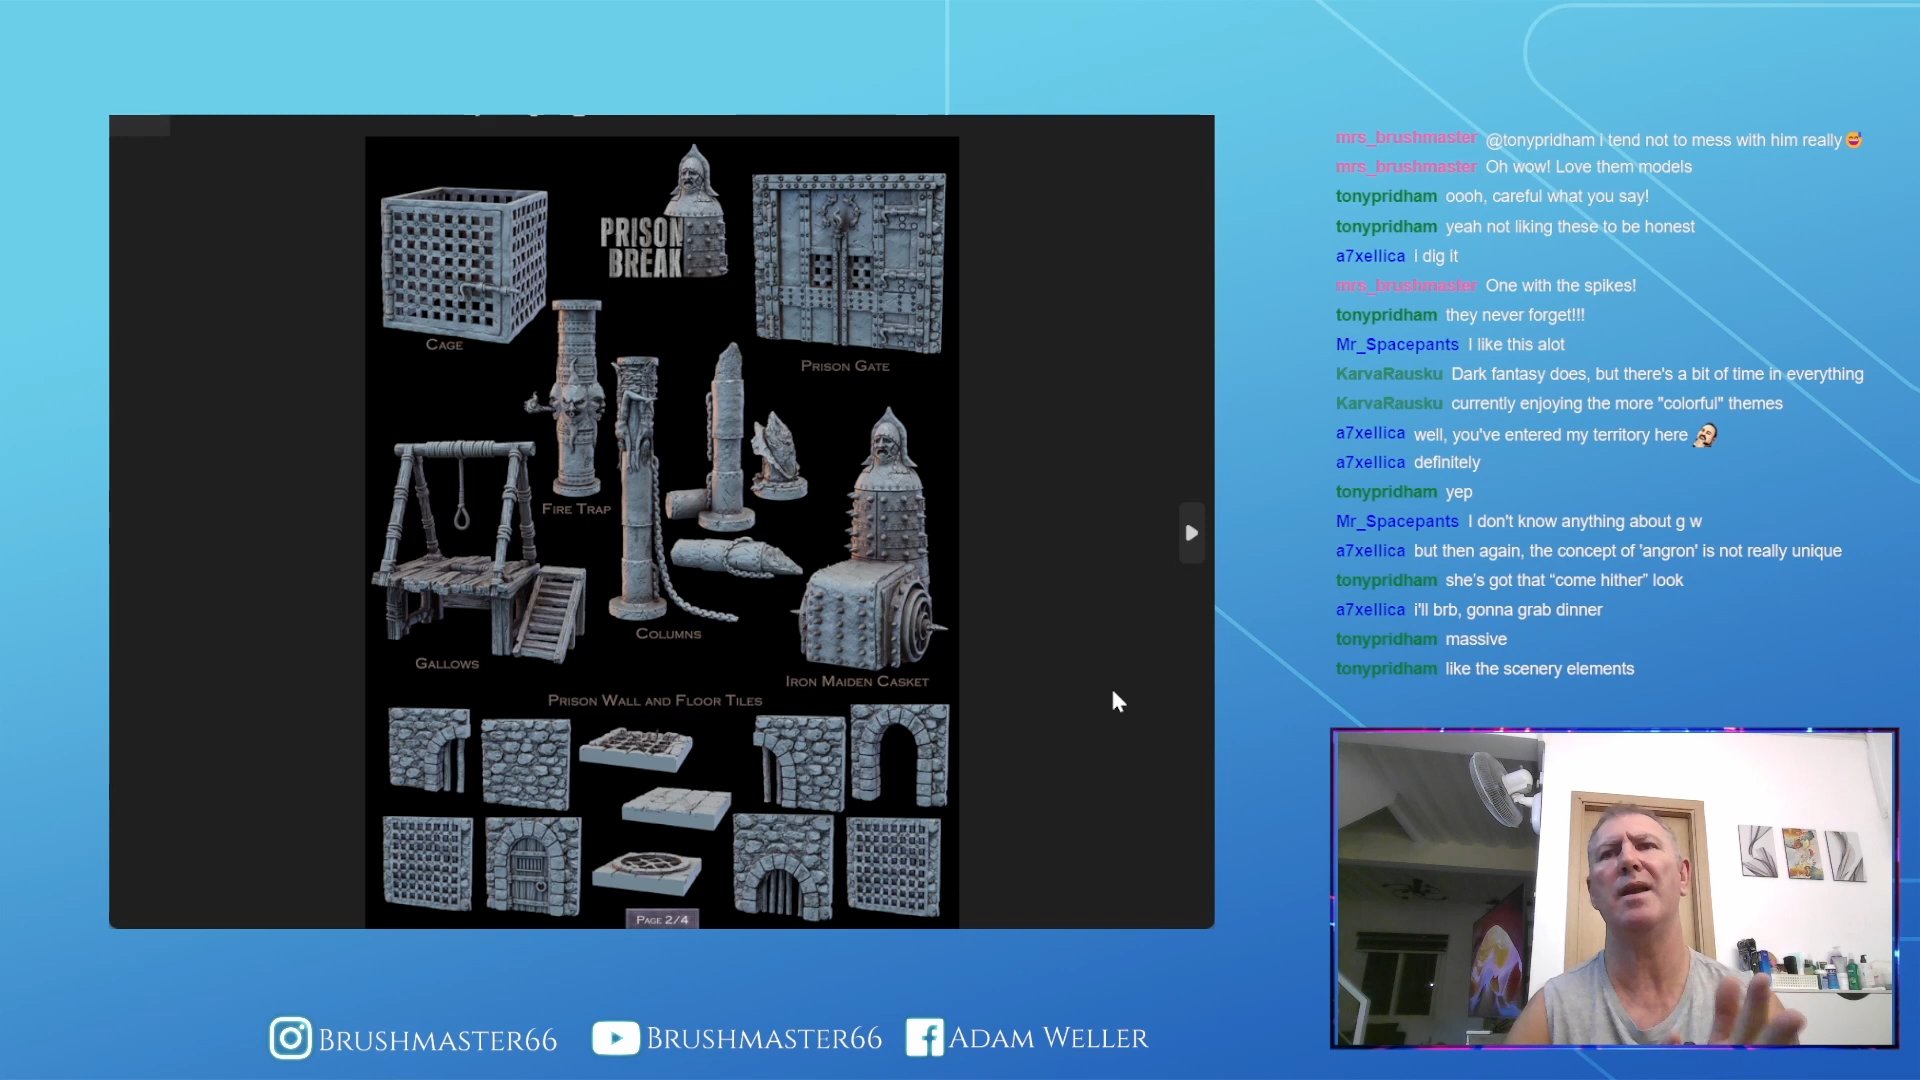 PRISON
BREAK
CAGE
PRISON GATE
FIRE TRAP
COLUMNS
GALLOWS
IRON MAIDEN CASKET
PRISON WALL AND FLOOR TILES
PAGE 2/4
mrs_brushmaster @tonypridham i tend not to mess with him really
mrs_brushmaster Oh wow! Love them models
tonypridham oooh, careful what you say!
tonypridham yeah not liking these to be honest
a7xellica i dig it
mrs_brushmaster One with the spikes!
tonypridham they never forget!!!
Mr_Spacepants I like this alot
KarvaRausku Dark fantasy does, but there's a bit of time in everything
KarvaRausku currently enjoying the more "colorful" themes
a7xellica well, you've entered my territory here
a7xellica definitely
tonypridham yep
Mr_Spacepants I don't know anything about g w
a7xellica but then again, the concept of 'angron' is not really unique
tonypridham she's got that “come hither” look
a7xellica i'll brb, gonna grab dinner
tonypridham massive
tonypridham like the scenery elements
BRUSHMASTER66 BRUSHMASTER66 ADAM WELLER